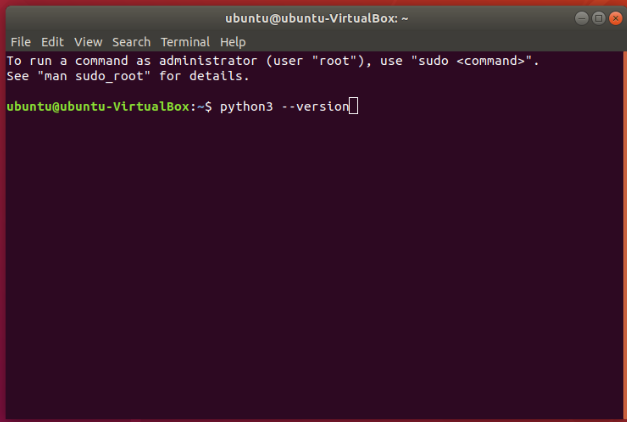 ubuntu@ubuntu-VirtualBox: ~
File Edit View Search Terminal Help
To run a command as administrator (user "root"), use "sudo <command>".
See "man sudo_root" for details.
ubuntu@ubuntu-VirtualBox:~$ python3 --version